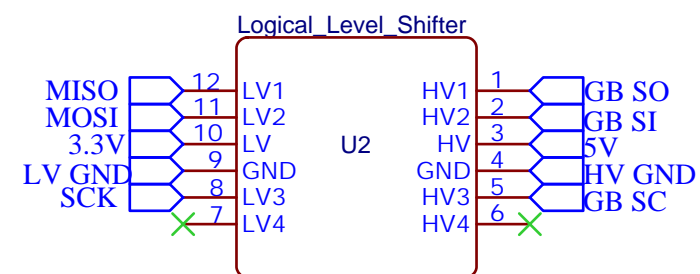 Logical_Level_Shifter
MISO 12 LV1 HV1 1 GB SO
MOSI 11 LV2 HV2 2 GB SI
3.3V 10 LV U2 HV 3 5V
LV GND 9 GND GND 4 HV GND
SCK 8 LV3 HV3 5 GB SC
7 LV4 HV4 6